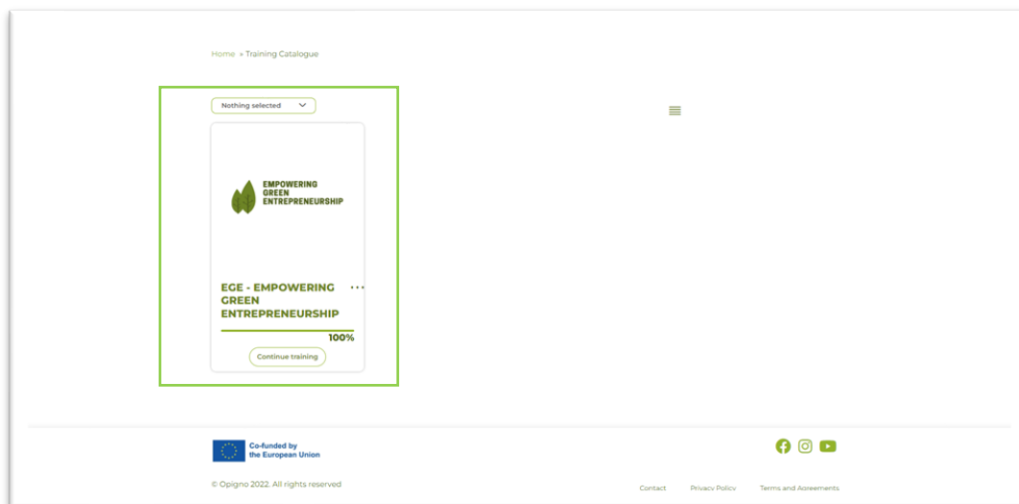 Home » Training Catalogue
Nothing selected
EMPOWERING
GREEN
ENTREPRENEURSHIP
EGE - EMPOWERING
GREEN
ENTREPRENEURSHIP
100%
Continue training
Co-funded by
the European Union
© Opigno 2022. All rights reserved
Contact Privacy Policy Terms and Agreements